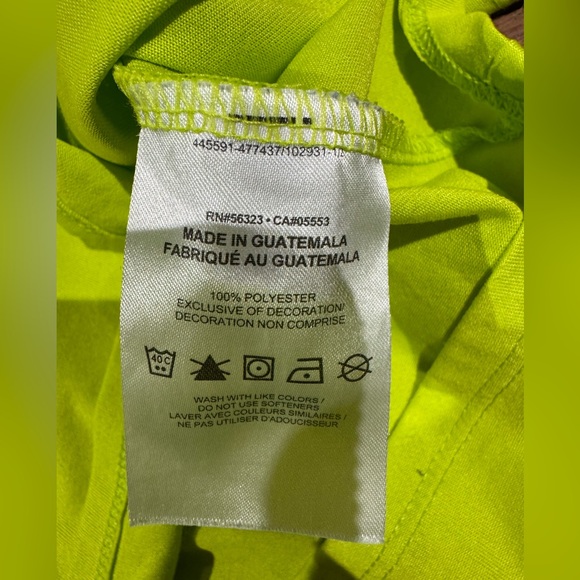 445591-477437/102931-
RN#56323 • CA#05553
MADE IN GUATEMALA
FABRIQUÉ AU GUATEMALA
100% POLYESTER
EXCLUSIVE OF DECORATION/
DECORATION NON COMPRISE
40C
WASH WITH LIKE COLORS /
DO NOT USE SOFTENERS
LAVER AVEC COULEURS SIMILAIRES /
NE PAS UTILISER D'ADOUCISSEUR